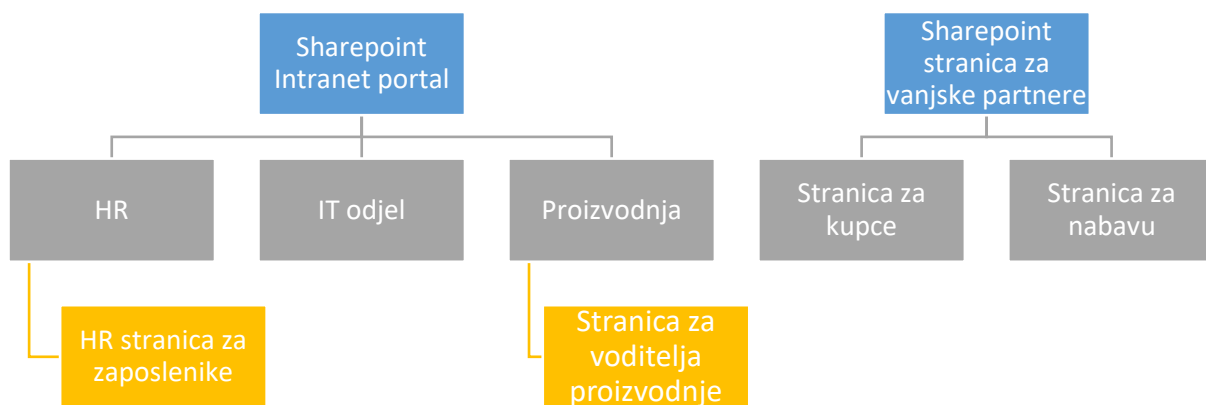 Sharepoint
Intranet portal
Sharepoint
stranica za
vanjske partnere
HR
IT odjel
Proizvodnja
Stranica za
kupce
Stranica za
nabavu
HR stranica za
zaposlenike
Stranica za
voditelja
proizvodnje